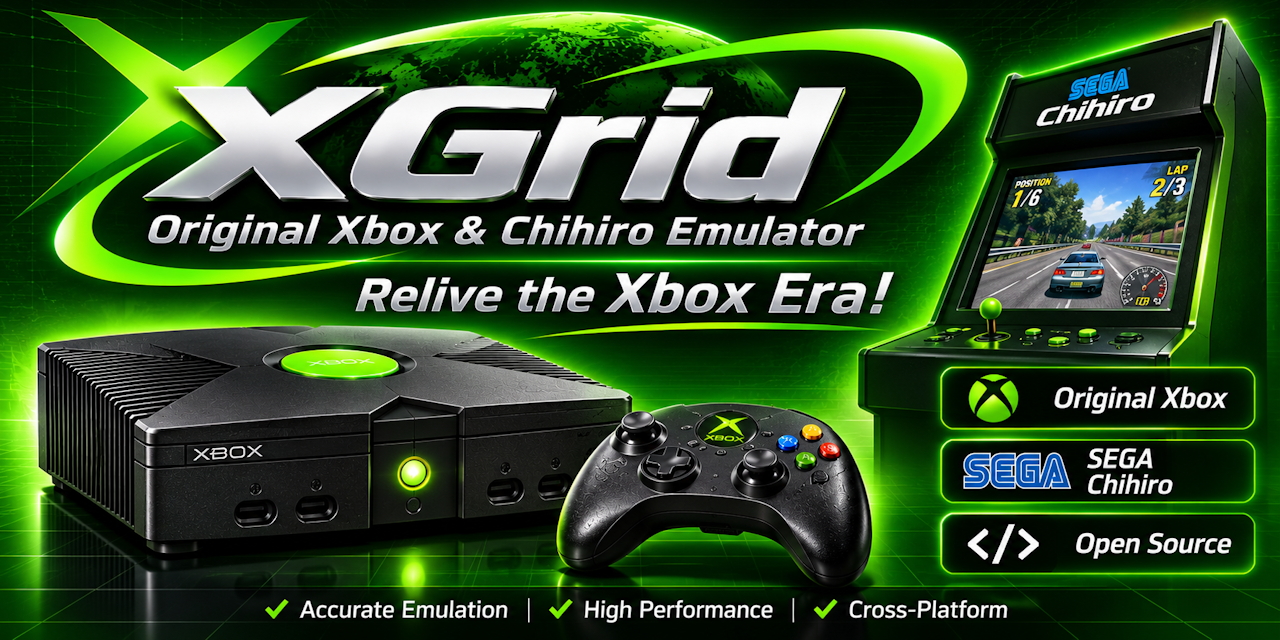 XGrid
Original Xbox & Chihiro Emulator
Relive the Xbox Era!
SEGA
Chihiro
POSITION
1/6
LAP
2/3
XBOX
XBOX
XBOX
Original Xbox
SEGA
SEGA
Chihiro
</> Open Source
✓ Accurate Emulation | ✓ High Performance | ✓ Cross-Platform